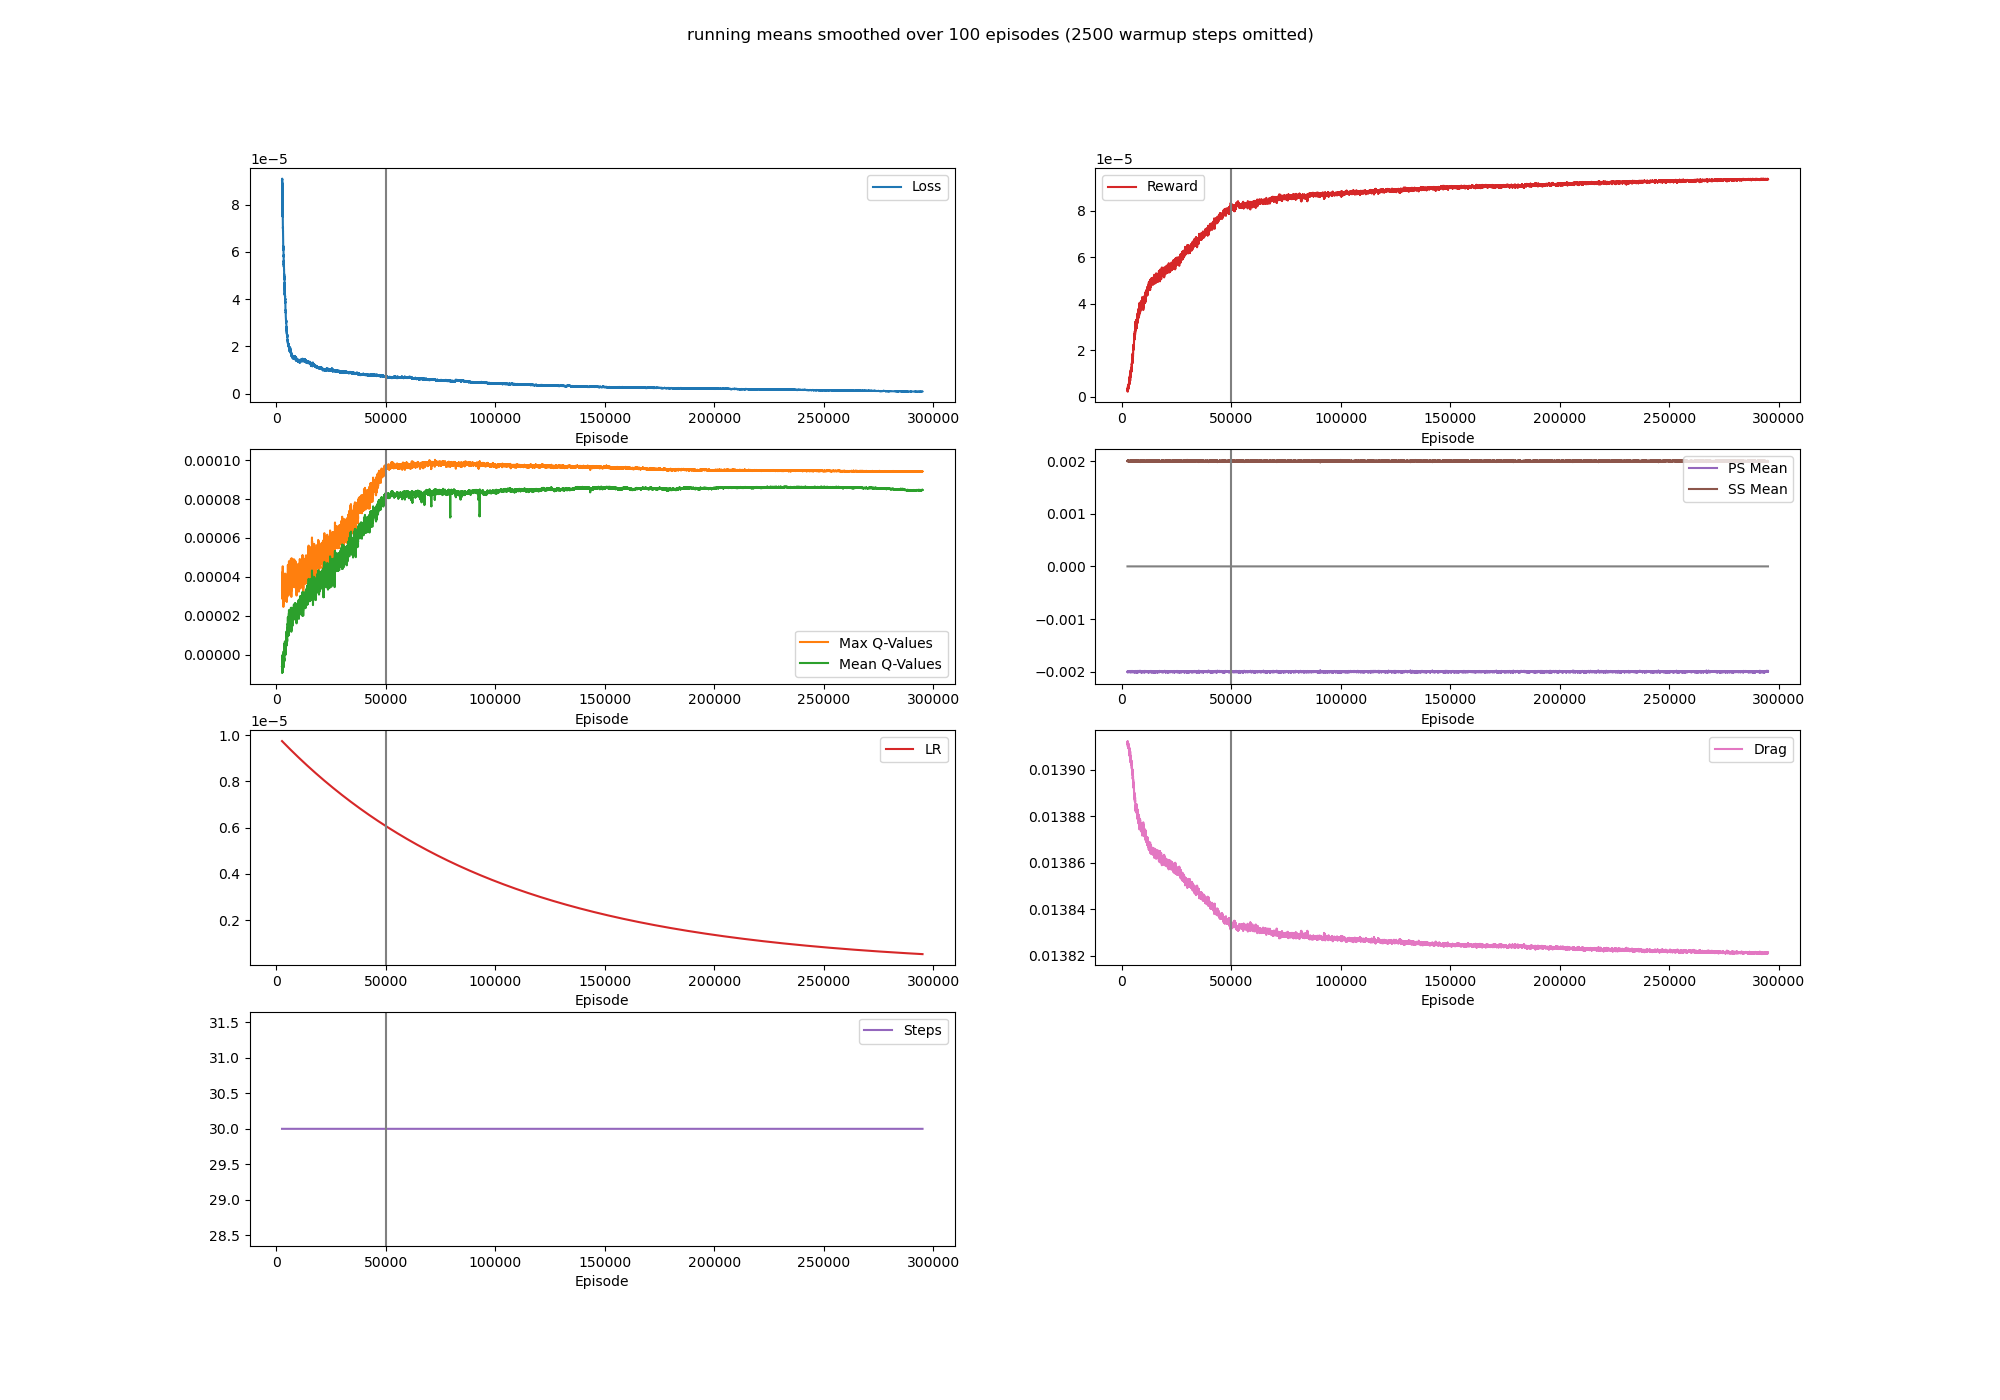 running means smoothed over 100 episodes (2500 warmup steps omitted)
1e−5
8
6
4
2
0
0 50000 100000 150000 200000 250000 300000
Episode
Loss
1e−5
8
6
4
2
0
0 50000 100000 150000 200000 250000 300000
Episode
Reward
0.00010
0.00008
0.00006
0.00004
0.00002
0.00000
0 50000 100000 150000 200000 250000 300000
Episode
Max Q-Values
Mean Q-Values
0.002
0.001
0.000
−0.001
−0.002
0 50000 100000 150000 200000 250000 300000
Episode
PS Mean
SS Mean
1e−5
1.0
0.8
0.6
0.4
0.2
0 50000 100000 150000 200000 250000 300000
Episode
LR
0.01390
0.01388
0.01386
0.01384
0.01382
0 50000 100000 150000 200000 250000 300000
Episode
Drag
31.5
31.0
30.5
30.0
29.5
29.0
28.5
0 50000 100000 150000 200000 250000 300000
Episode
Steps